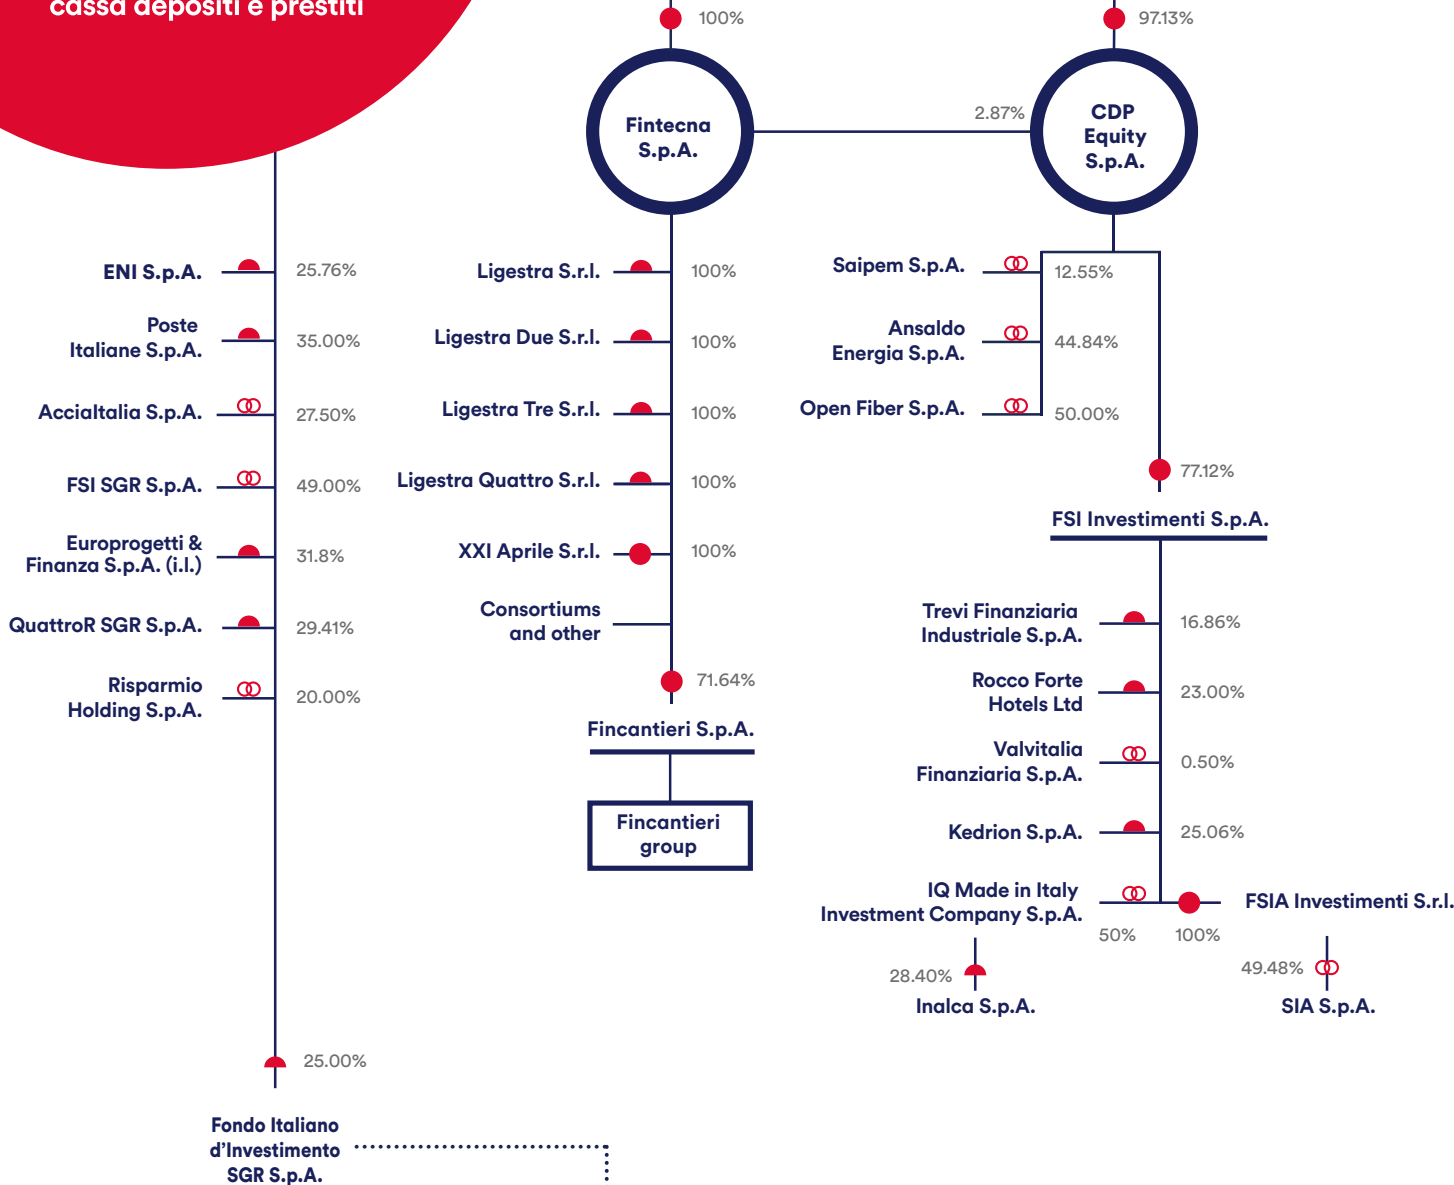 cassa depositi e prestiti
100%
97.13%
Fintecna
S.p.A.
2.87%
CDP
Equity
S.p.A.
ENI S.p.A.
25.76%
Poste
Italiane S.p.A.
35.00%
AcciaItalia S.p.A.
27.50%
FSI SGR S.p.A.
49.00%
Europrogetti &
Finanza S.p.A. (i.l.)
31.8%
QuattroR SGR S.p.A.
29.41%
Risparmio
Holding S.p.A.
20.00%
25.00%
Fondo Italiano
d'Investimento
SGR S.p.A.
Ligestra S.r.l.
100%
Ligestra Due S.r.l.
100%
Ligestra Tre S.r.l.
100%
Ligestra Quattro S.r.l.
100%
XXI Aprile S.r.l.
100%
Consortiums
and other
71.64%
Fincantieri S.p.A.
Fincantieri
group
Saipem S.p.A.
12.55%
Ansaldo
Energia S.p.A.
44.84%
Open Fiber S.p.A.
50.00%
77.12%
FSI Investimenti S.p.A.
Trevi Finanziaria
Industriale S.p.A.
16.86%
Rocco Forte
Hotels Ltd
23.00%
Valvitalia
Finanziaria S.p.A.
0.50%
Kedrion S.p.A.
25.06%
IQ Made in Italy
Investment Company S.p.A.
50%
100%
FSIA Investimenti S.r.l.
28.40%
Inalca S.p.A.
49.48%
SIA S.p.A.